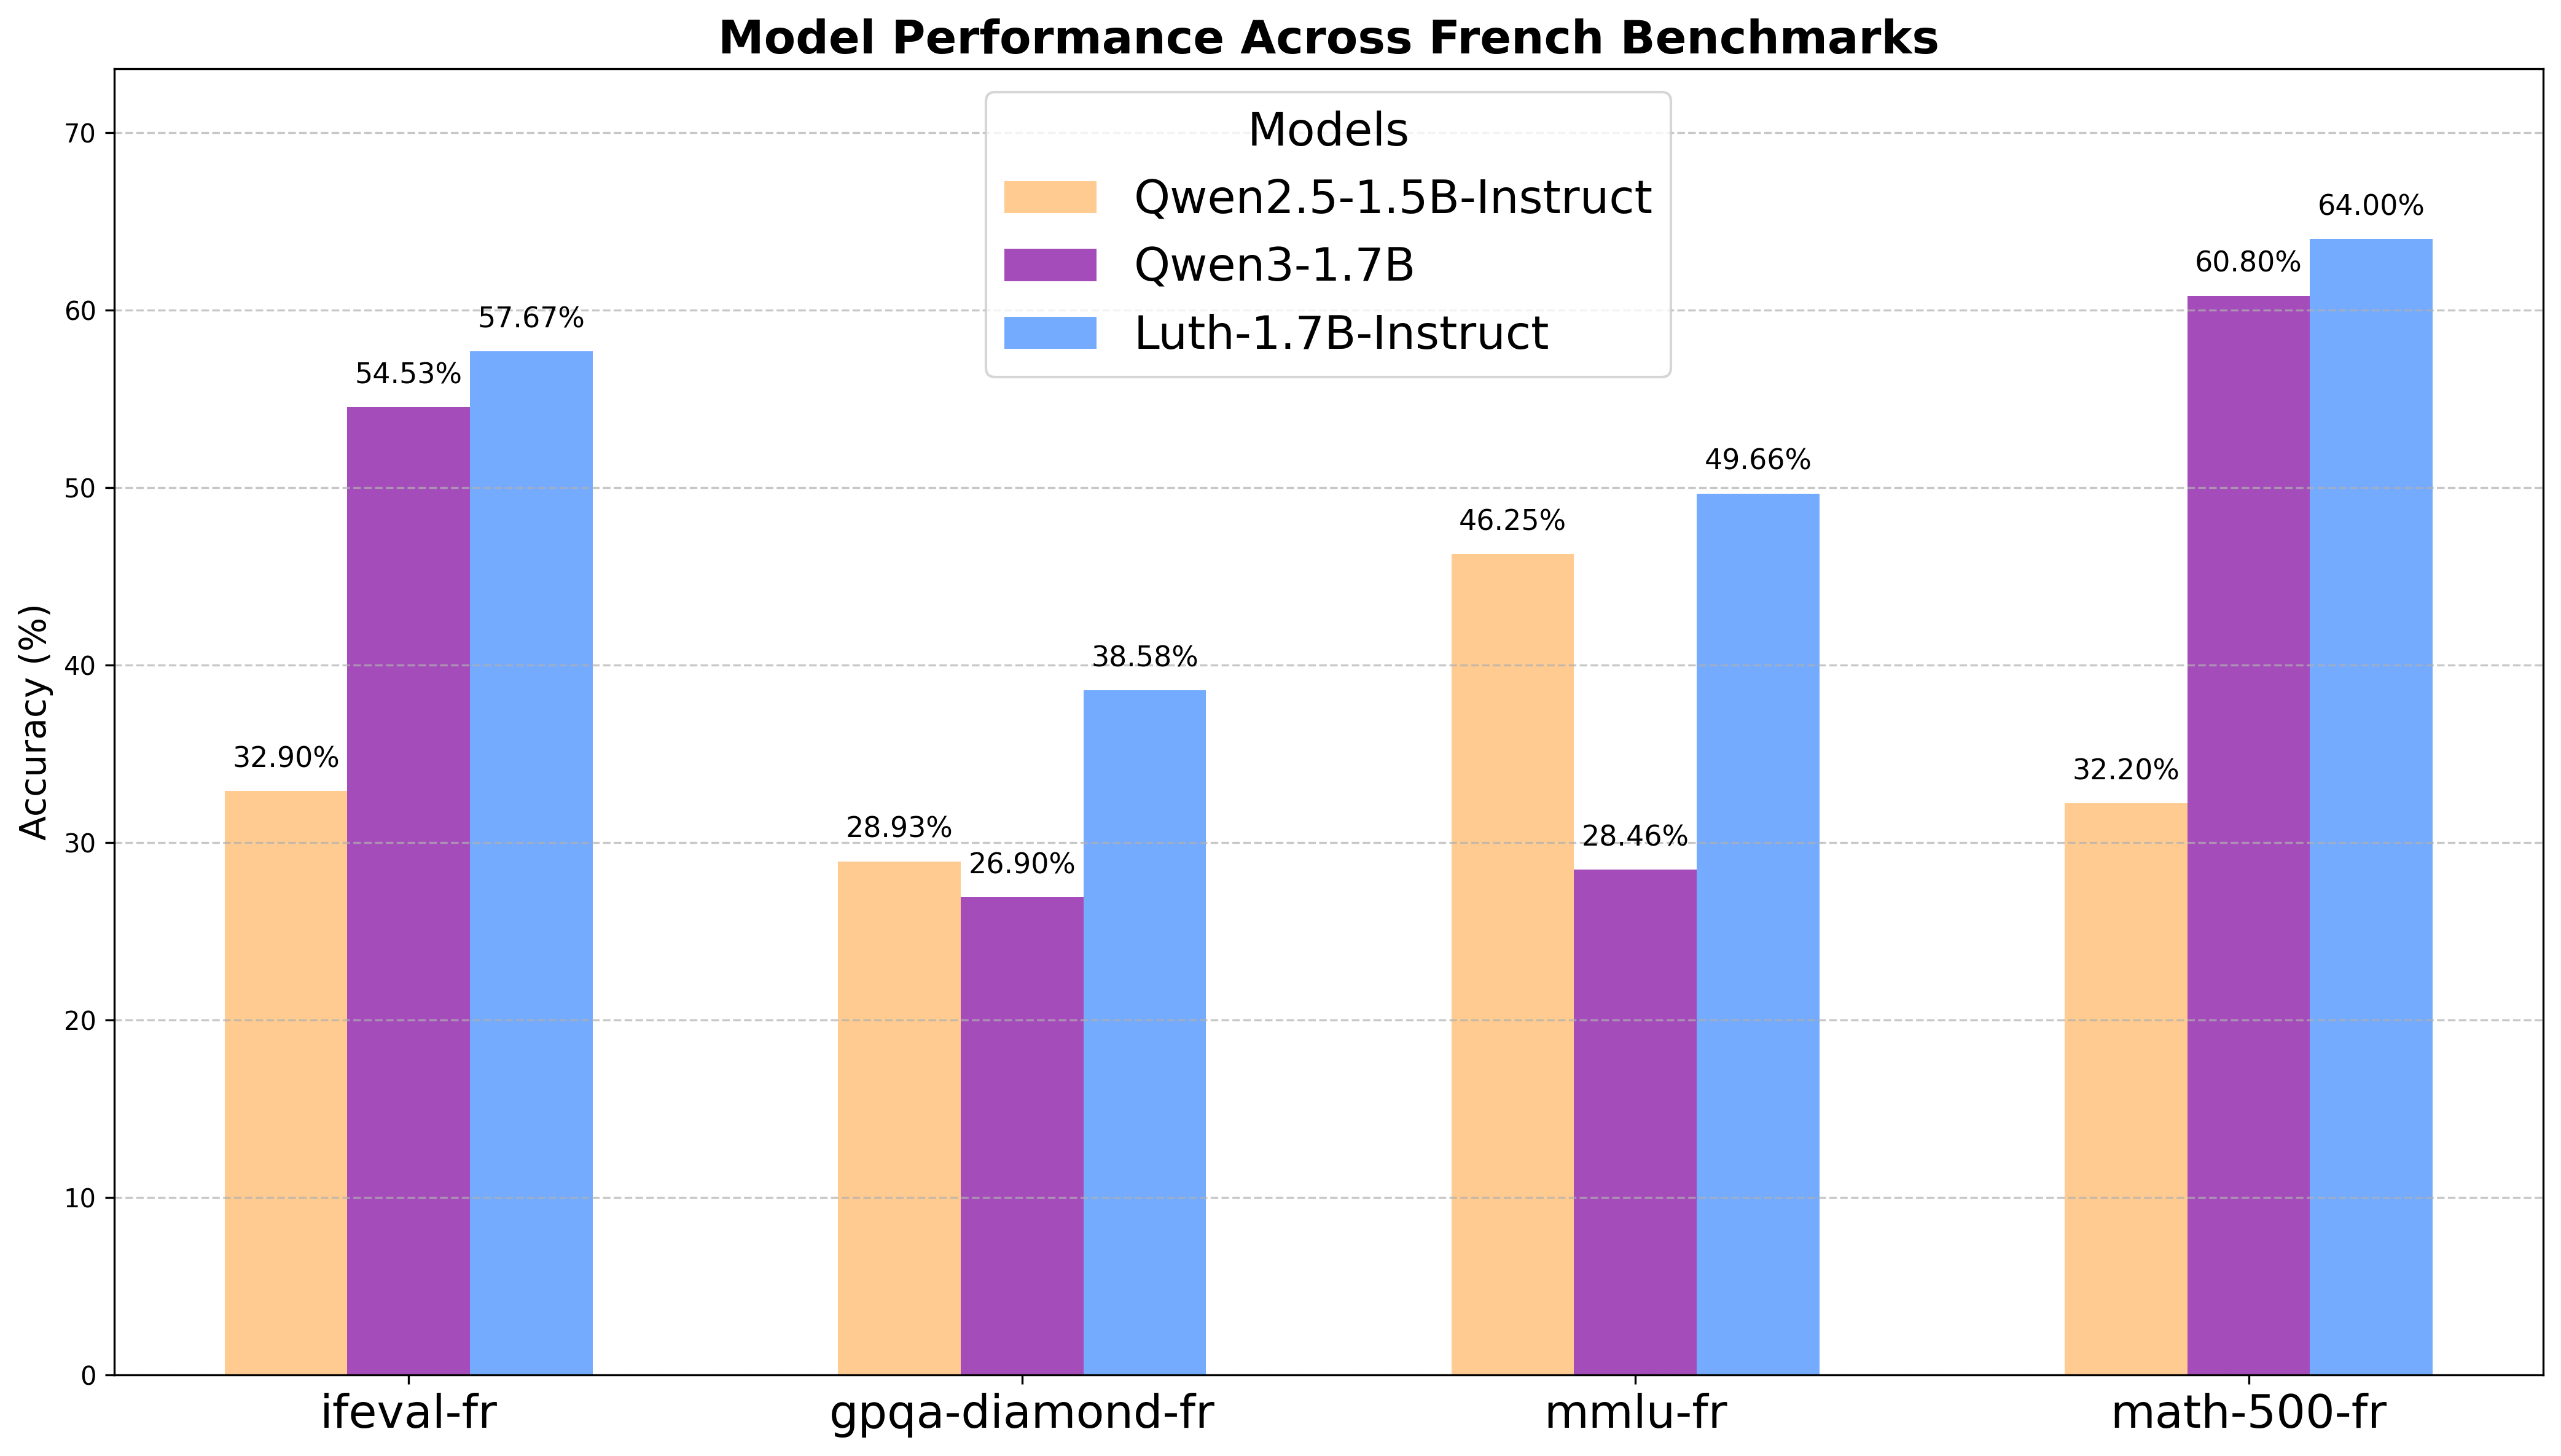 Model Performance Across French Benchmarks
Models
Qwen2.5-1.5B-Instruct
Qwen3-1.7B
Luth-1.7B-Instruct
Accuracy (%)
70
60
50
40
30
20
10
0
32.90%
54.53%
57.67%
28.93%
26.90%
38.58%
46.25%
28.46%
49.66%
32.20%
60.80%
64.00%
ifeval-fr
gpqa-diamond-fr
mmlu-fr
math-500-fr